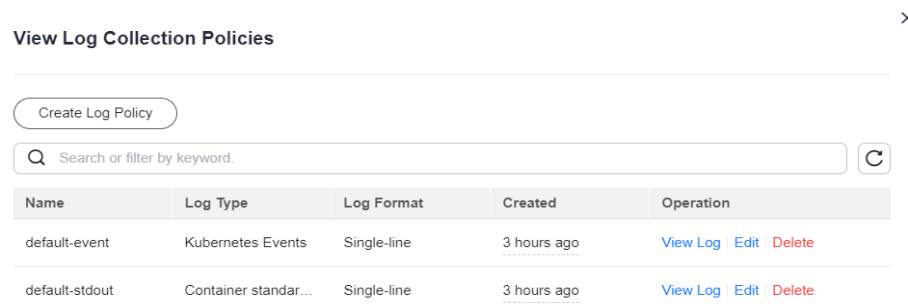 View Log Collection Policies
Create Log Policy
Search or filter by keyword.
Name Log Type Log Format Created Operation
default-event Kubernetes Events Single-line 3 hours ago View Log Edit Delete
default-stdout Container standar... Single-line 3 hours ago View Log Edit Delete